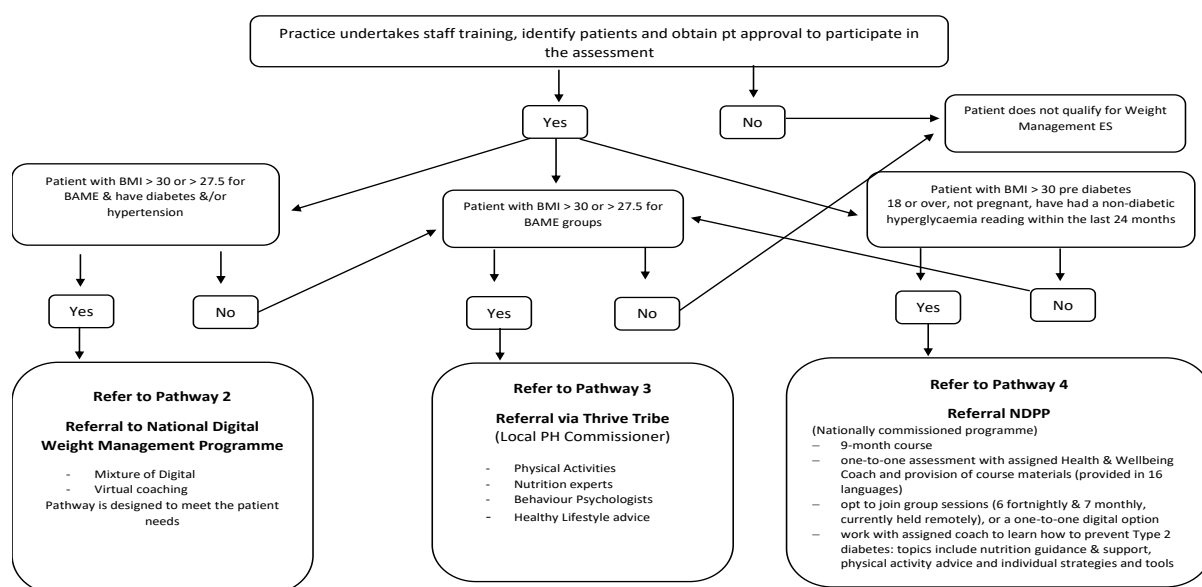 Practice undertakes staff training, identify patients and obtain pt approval to participate in
the assessment
Yes
No
Patient does not qualify for Weight
Management ES
Patient with BMI > 30 or > 27.5 for
BAME & have diabetes &/or
hypertension
Patient with BMI > 30 or > 27.5 for
BAME groups
Patient with BMI > 30 pre diabetes
18 or over, not pregnant, have had a non-diabetic
hyperglycaemia reading within the last 24 months
Yes
No
Yes
No
Yes
No
Refer to Pathway 2
Referral to National Digital
Weight Management Programme
- Mixture of Digital
- Virtual coaching
Pathway is designed to meet the patient
needs
Refer to Pathway 3
Referral via Thrive Tribe
(Local PH Commissioner)
- Physical Activities
- Nutrition experts
- Behaviour Psychologists
- Healthy Lifestyle advice
Refer to Pathway 4
Referral NDPP
(Nationally commissioned programme)
– 9-month course
– one-to-one assessment with assigned Health & Wellbeing
Coach and provision of course materials (provided in 16
languages)
– opt to join group sessions (6 fortnightly & 7 monthly,
currently held remotely), or a one-to-one digital option
– work with assigned coach to learn how to prevent Type 2
diabetes: topics include nutrition guidance & support,
physical activity advice and individual strategies and tools